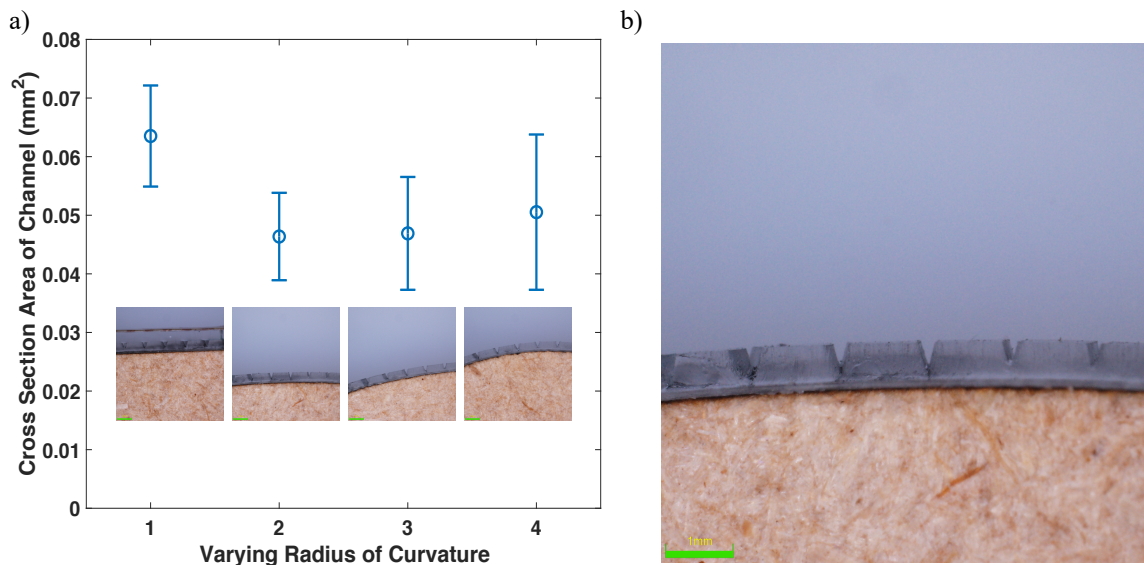 a)
b)
0.08
0.07
0.06
0.05
0.04
0.03
0.02
0.01
0
Cross Section Area of Channel (mm²)
1 2 3 4
Varying Radius of Curvature
1mm